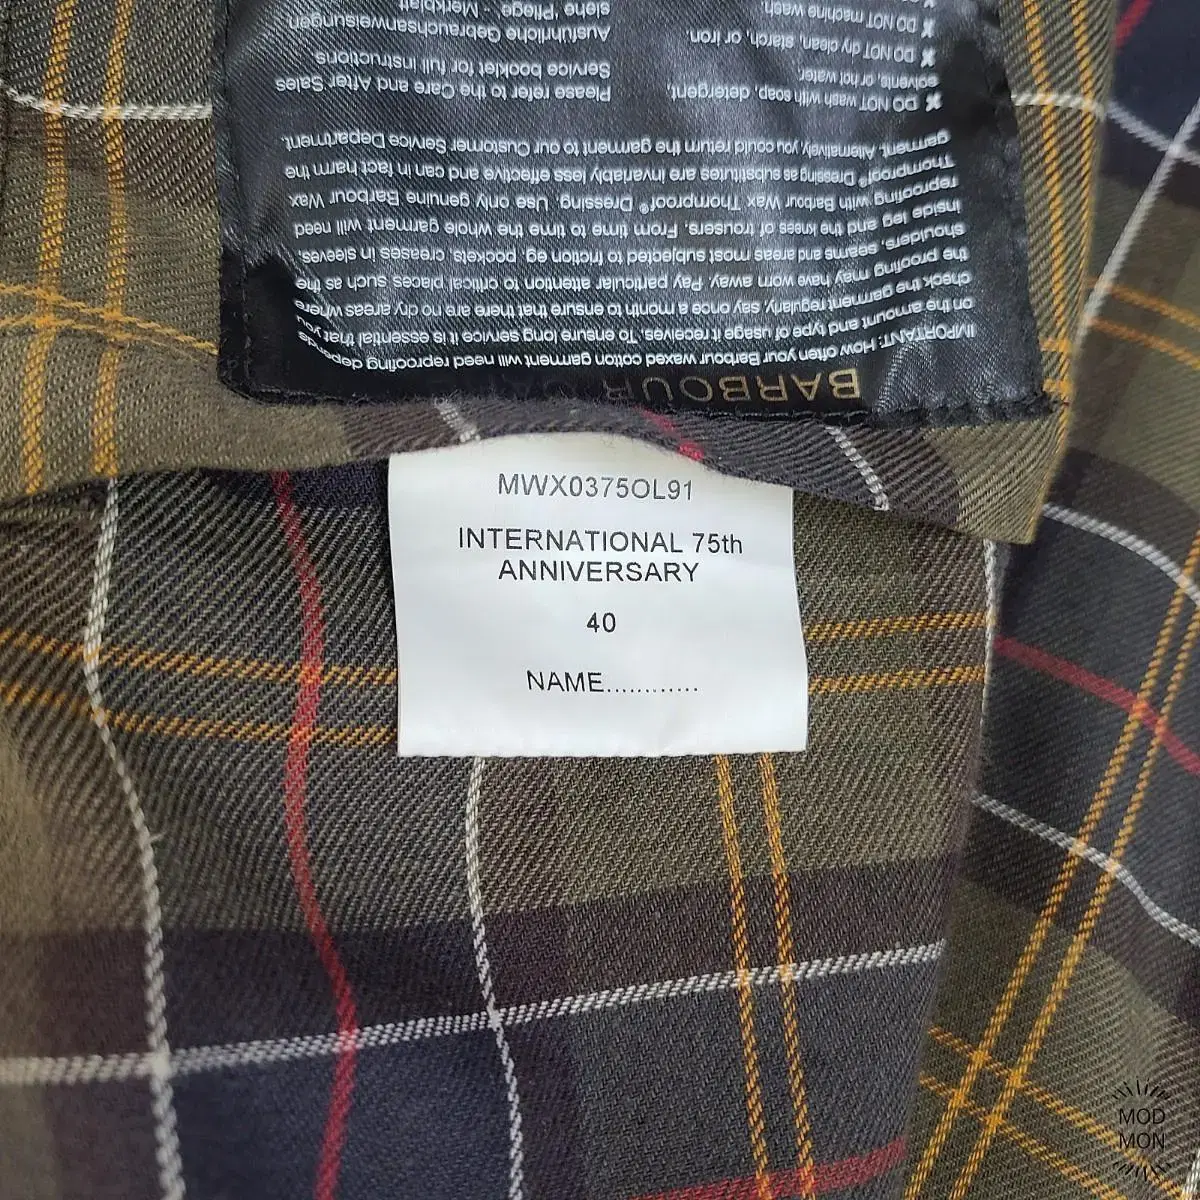 siehe "Pflege" - Merkblatt
Ausführliche Gebrauchsanweisungen
Service booklet for full instructions
Please refer to the Care and After Sales
DO NOT machine wash.
DO NOT dry clean, starch, or iron.
solvents, or hot water.
DO NOT wash with soap, detergent,
BARBOUR
IMPORTANT: How often your Barbour waxed cotton garment will need reproofing depends
on the amount and type of usage it receives. To ensure long service it is essential that you
check the garment regularly, say once a month to ensure that there are no dry areas where
the proofing may have worn away. Pay particular attention to critical places such as the
shoulders, seams and areas most subjected to friction eg. pockets, creases in sleeves,
inside leg and the knees of trousers. From time to time the whole garment will need
reproofing with Barbour Wax Thornproof® Dressing. Use only genuine Barbour Wax
Thornproof® Dressing as substitutes are invariably less effective and can in fact harm the
garment. Alternatively, you could return the garment to our Customer Service Department.
MWX0375OL91
INTERNATIONAL 75th
ANNIVERSARY
40
NAME............
MOD
MON